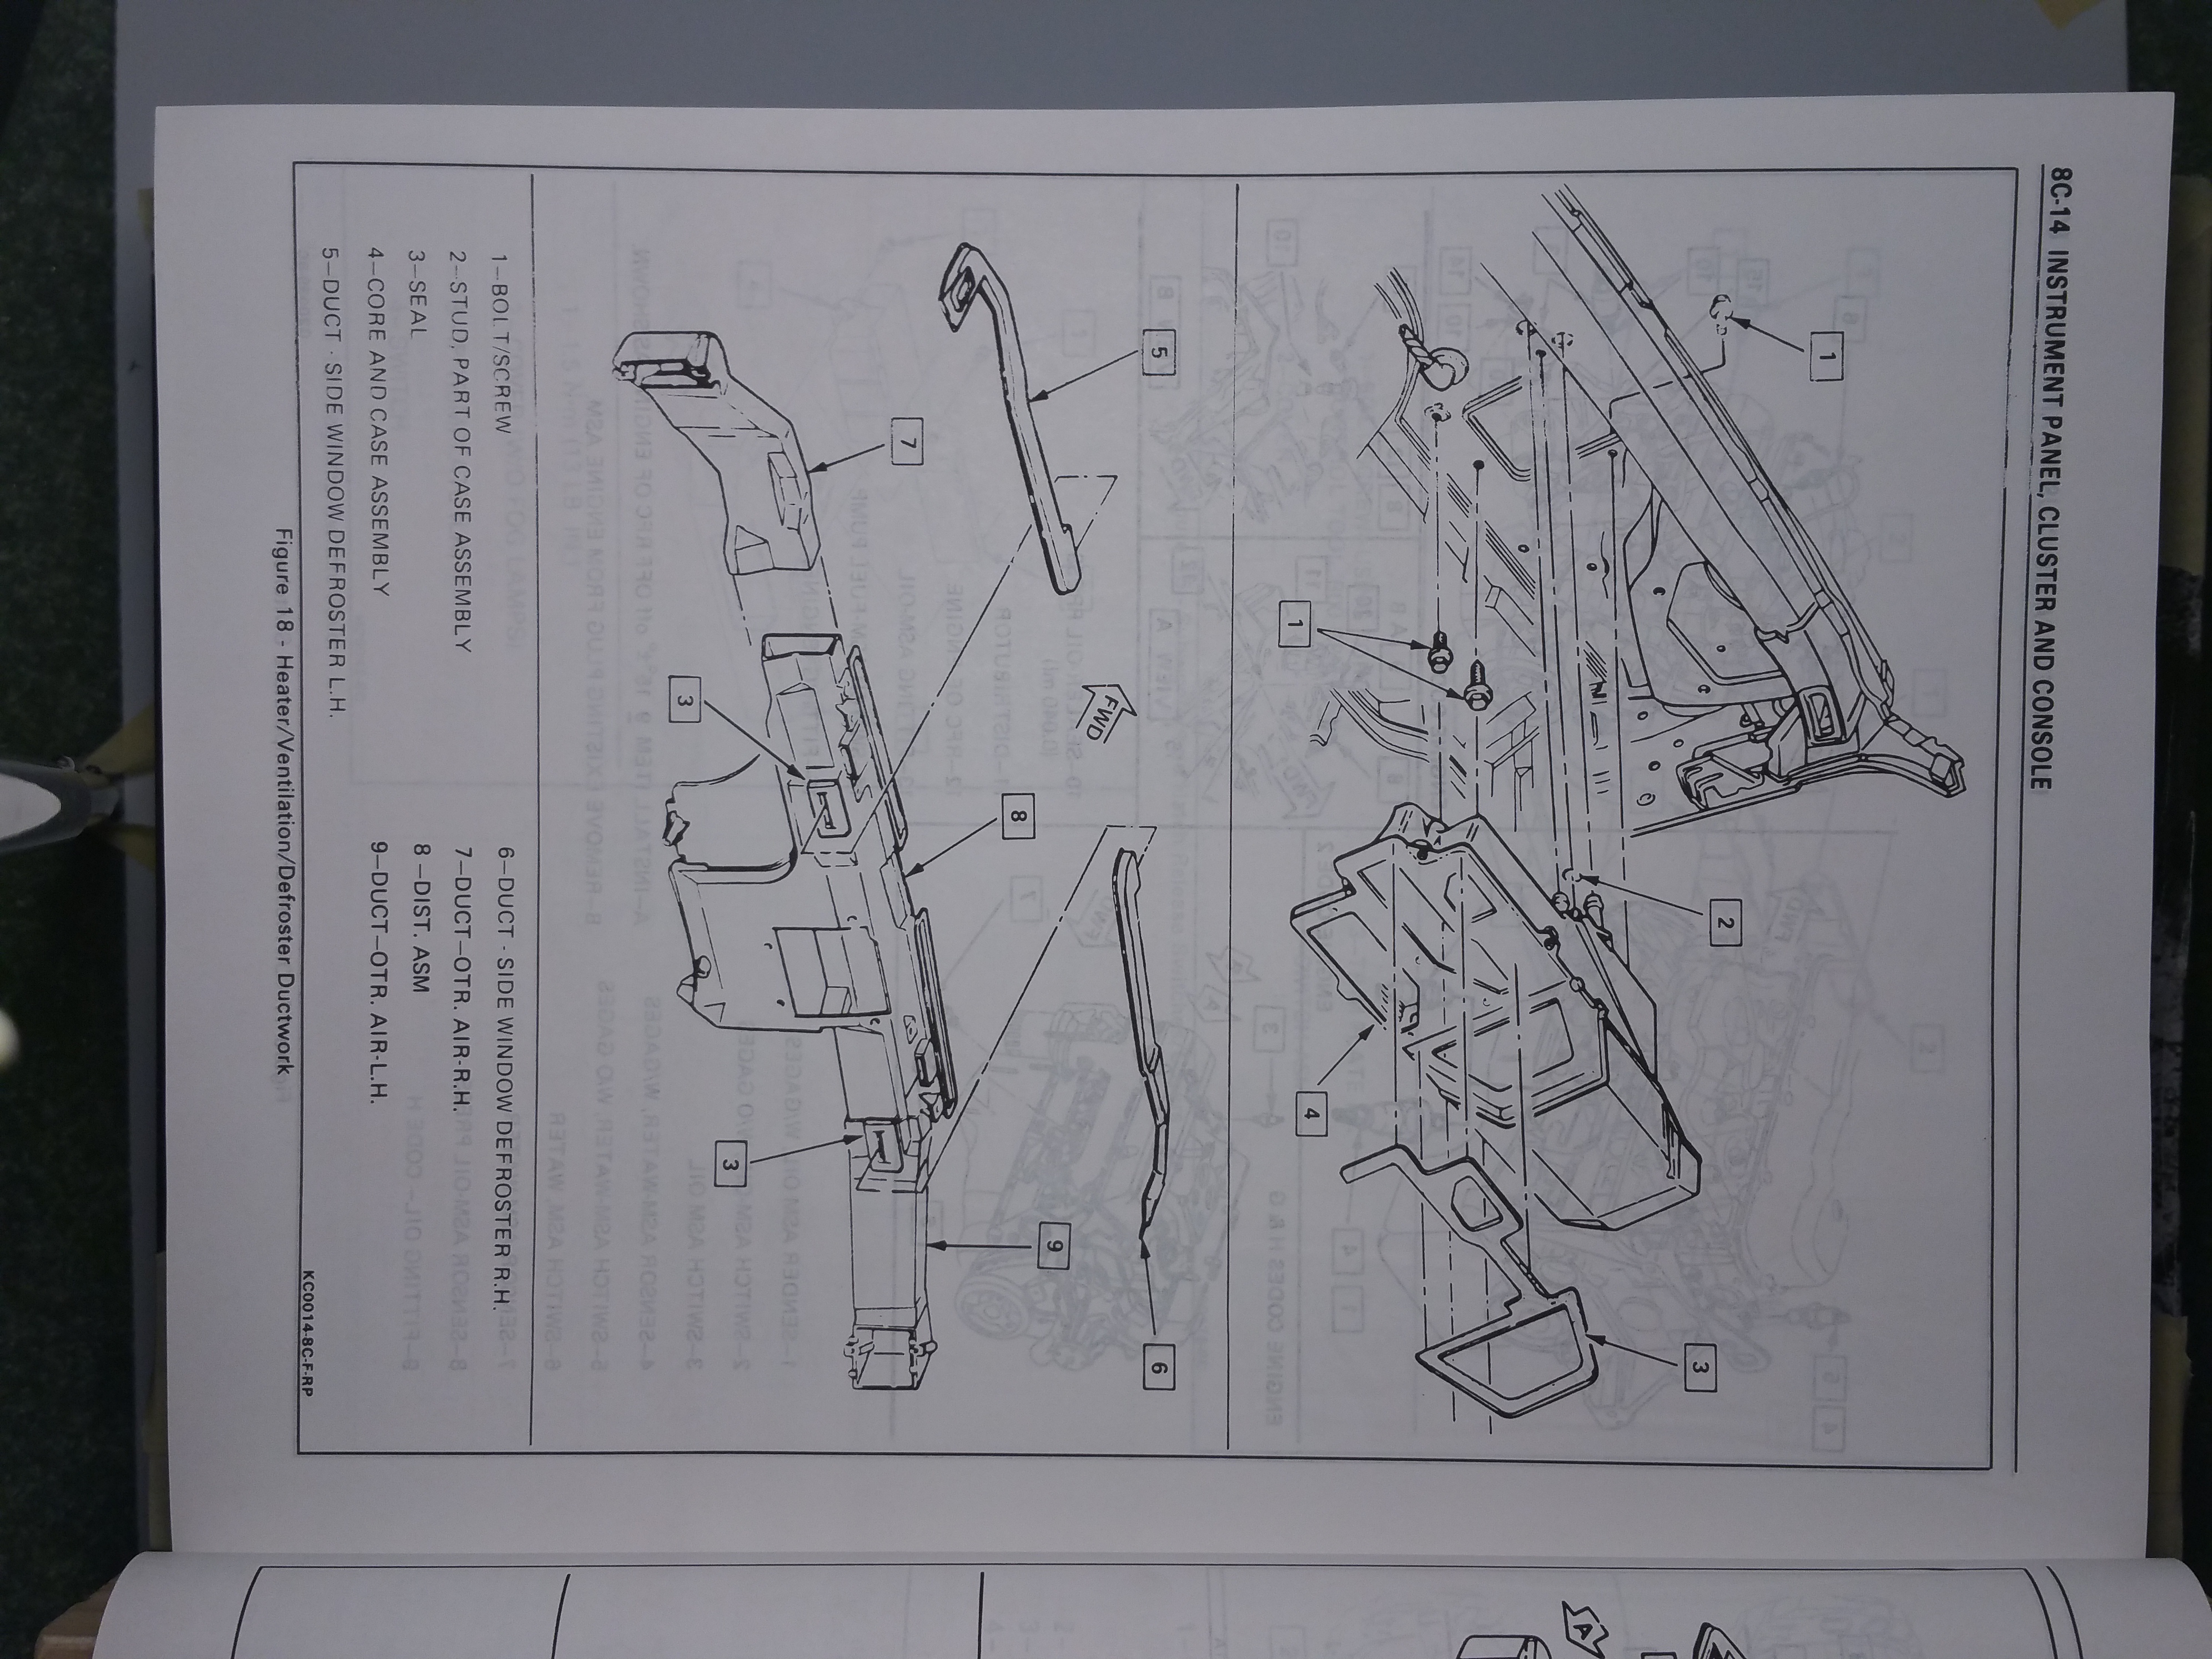 8C-14 INSTRUMENT PANEL, CLUSTER AND CONSOLE
1
1
2
4
3
5
7
FWD
3
8
3
9
6
1—BOLT/SCREW
2—STUD, PART OF CASE ASSEMBLY
3—SEAL
4—CORE AND CASE ASSEMBLY
5—DUCT - SIDE WINDOW DEFROSTER L.H.
6—DUCT - SIDE WINDOW DEFROSTER R.H.
7—DUCT—OTR. AIR-R.H.
8—DIST. ASM
9—DUCT—OTR. AIR-L.H.
KC0014-8C-F-RP
Figure 18 - Heater/Ventilation/Defroster Ductwork
A